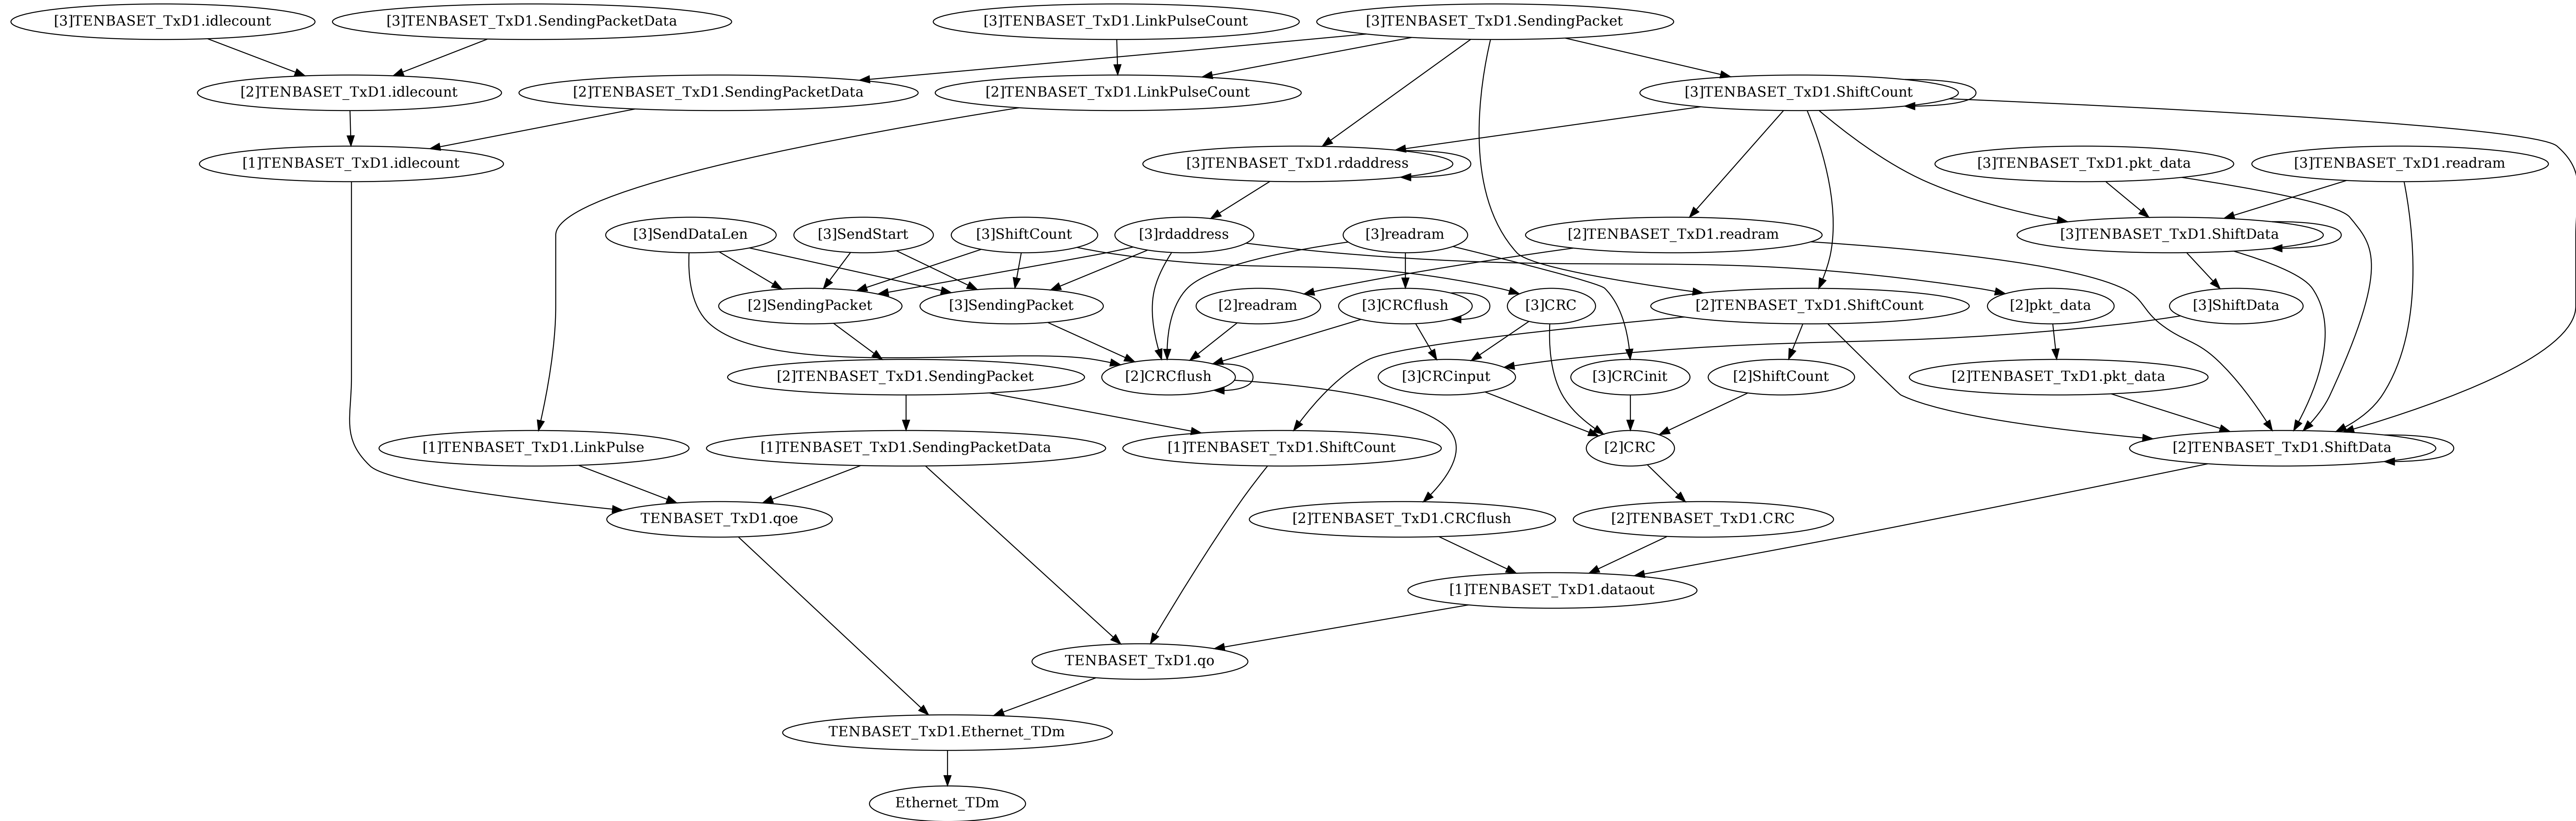 [3]TENBASET_TxD1.idlecount
[3]TENBASET_TxD1.SendingPacketData
[3]TENBASET_TxD1.LinkPulseCount
[3]TENBASET_TxD1.SendingPacket
[2]TENBASET_TxD1.idlecount
[2]TENBASET_TxD1.SendingPacketData
[2]TENBASET_TxD1.LinkPulseCount
[3]TENBASET_TxD1.ShiftCount
[1]TENBASET_TxD1.idlecount
[3]TENBASET_TxD1.rdaddress
[3]TENBASET_TxD1.pkt_data
[3]TENBASET_TxD1.readram
[3]SendDataLen
[3]SendStart
[3]ShiftCount
[3]rdaddress
[3]readram
[2]TENBASET_TxD1.readram
[3]TENBASET_TxD1.ShiftData
[2]SendingPacket
[3]SendingPacket
[2]readram
[3]CRCflush
[3]CRC
[2]TENBASET_TxD1.ShiftCount
[2]pkt_data
[3]ShiftData
[2]TENBASET_TxD1.SendingPacket
[2]CRCflush
[3]CRCinput
[3]CRCinit
[2]ShiftCount
[2]TENBASET_TxD1.pkt_data
[1]TENBASET_TxD1.LinkPulse
[1]TENBASET_TxD1.SendingPacketData
[1]TENBASET_TxD1.ShiftCount
[2]CRC
[2]TENBASET_TxD1.ShiftData
TENBASET_TxD1.qoe
[2]TENBASET_TxD1.CRCflush
[2]TENBASET_TxD1.CRC
[1]TENBASET_TxD1.dataout
TENBASET_TxD1.qo
TENBASET_TxD1.Ethernet_TDm
Ethernet_TDm